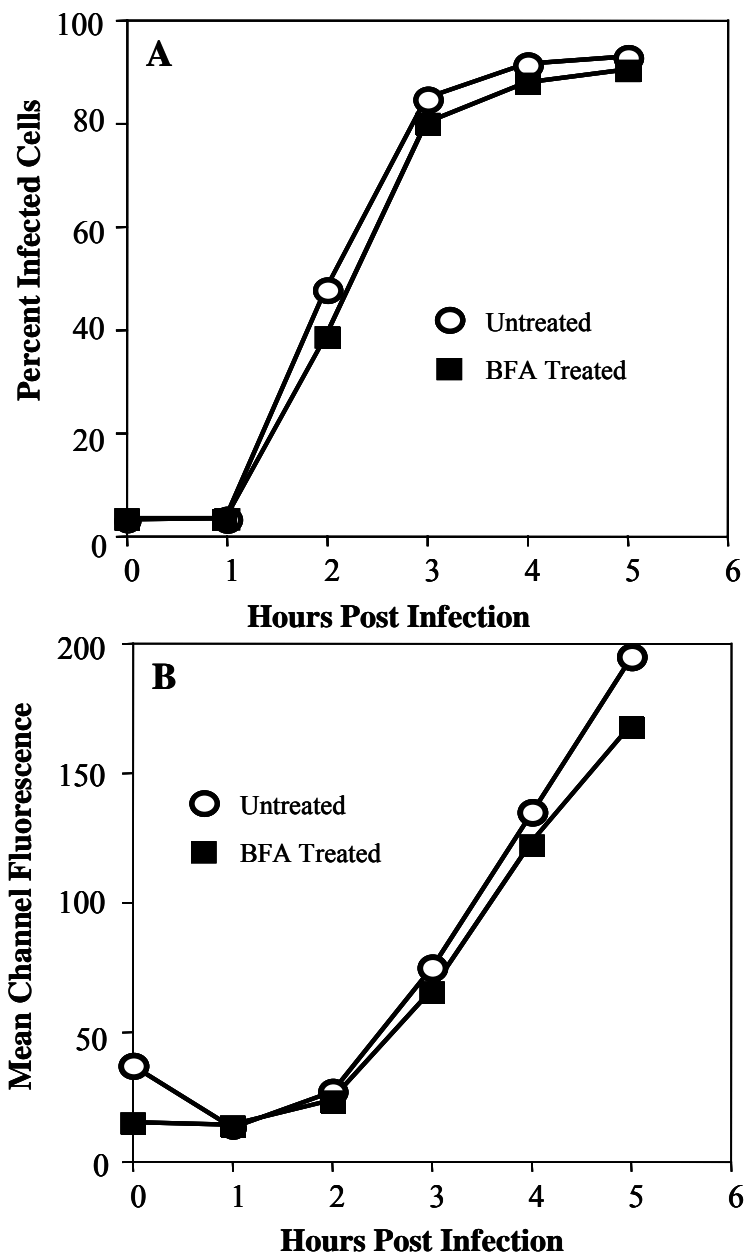 100
A
80
60
40
20
0
Percent Infected Cells
Untreated
BFA Treated
0 1 2 3 4 5 6
Hours Post Infection
200
B
150
100
50
0
Mean Channel Fluorescence
Untreated
BFA Treated
0 1 2 3 4 5 6
Hours Post Infection